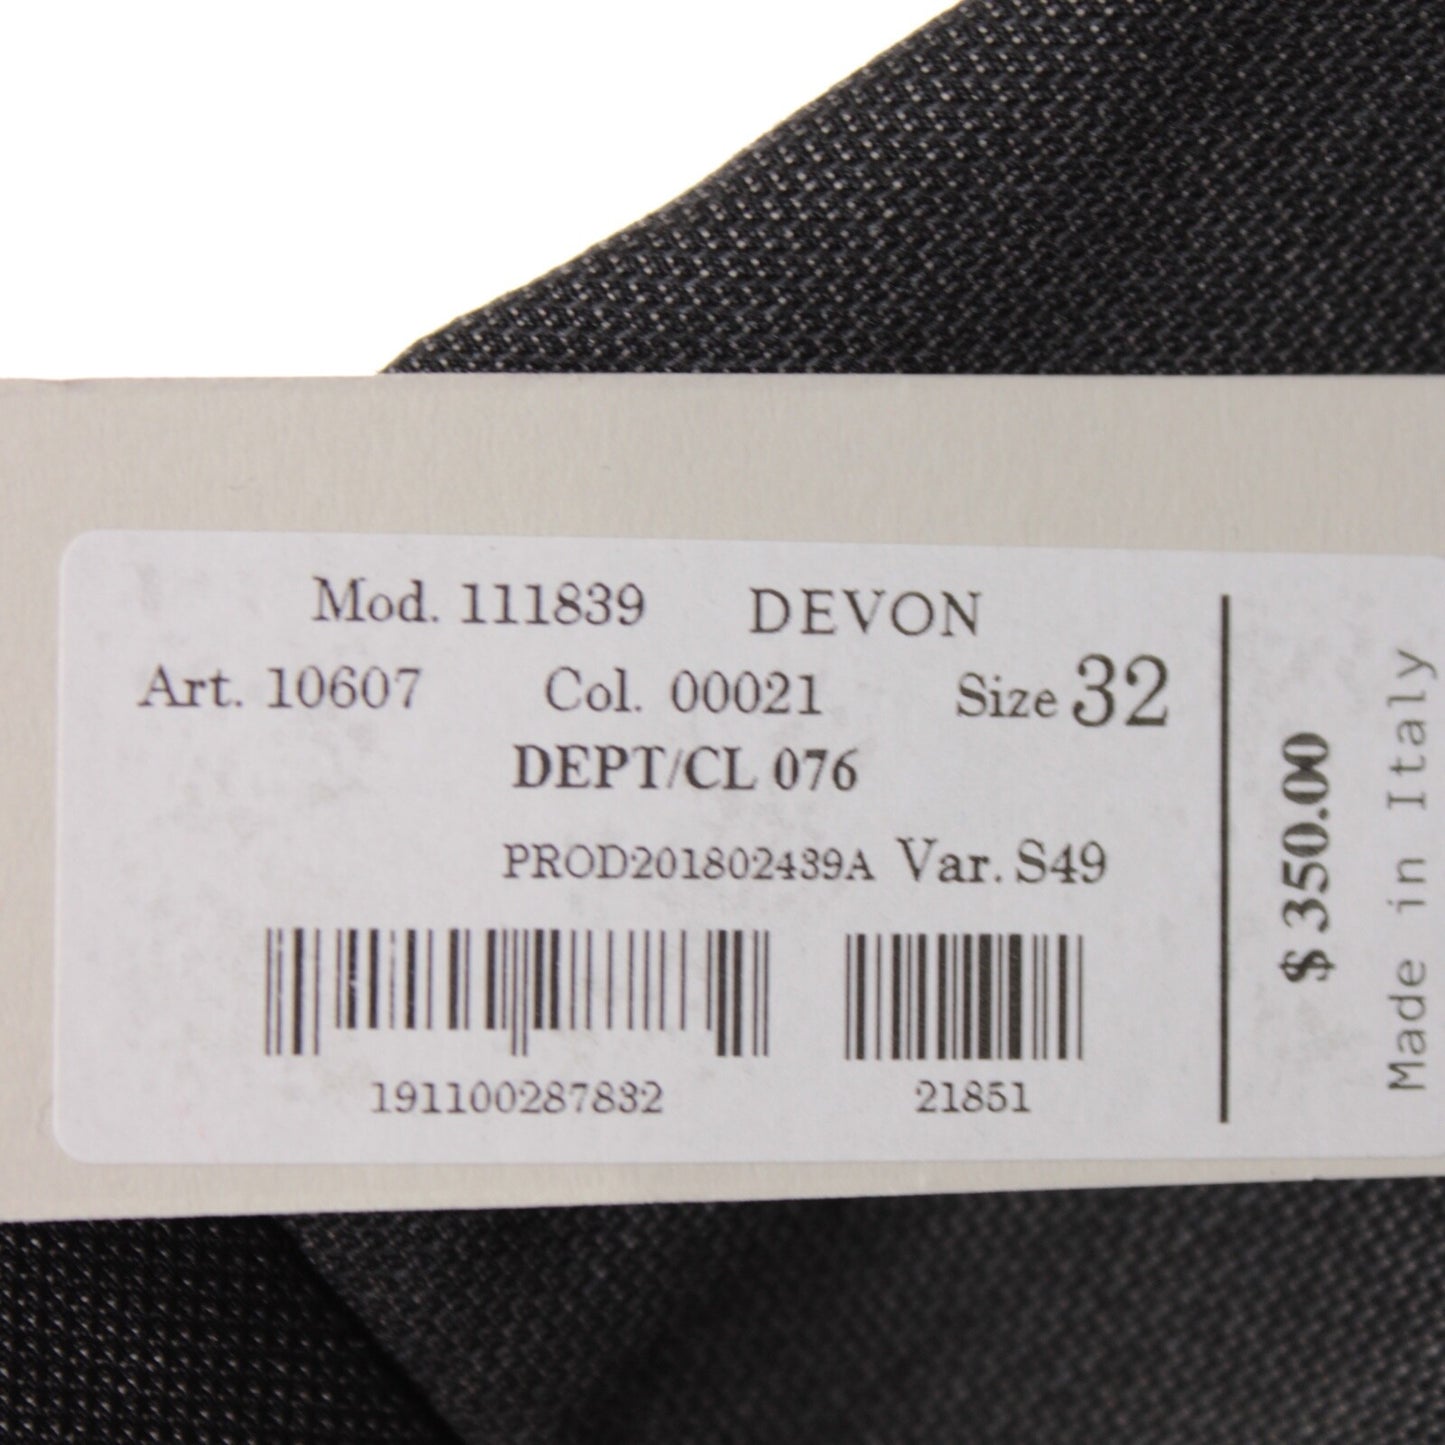 Mod. 111839 DEVON
Art. 10607 Col. 00021 Size 32
DEPT/CL 076
PROD201802439A Var. S49
191100287832 21851
$ 350.00
Made in Italy